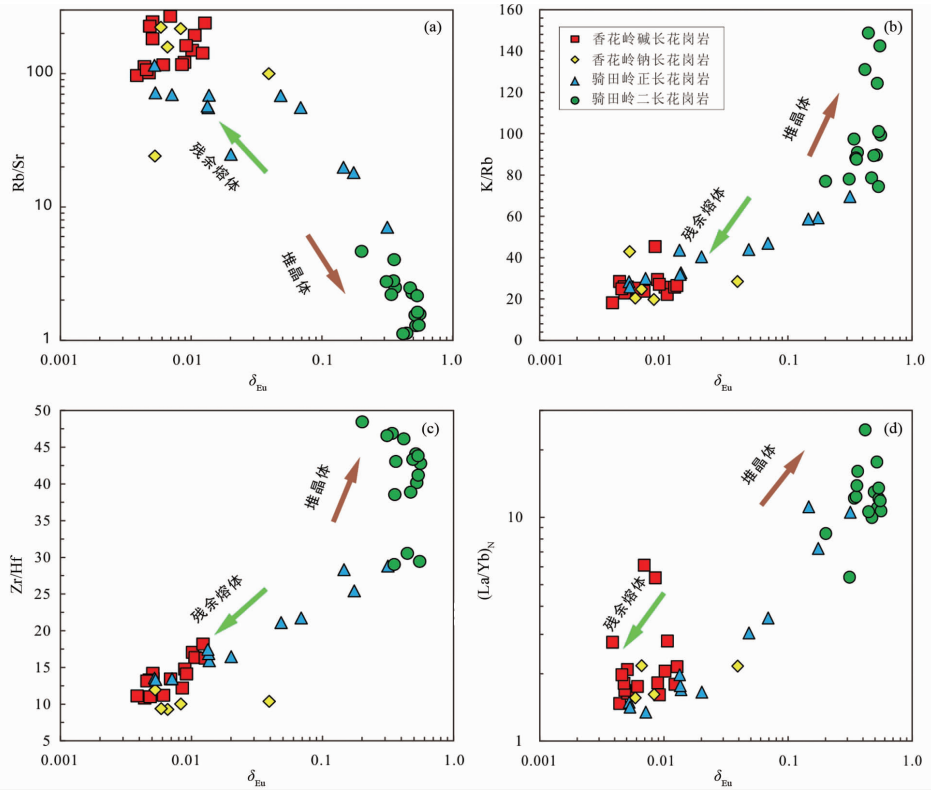 (a)
Rb/Sr
100
10
1
残余熔体
堆晶体
0.001
0.01
0.1
1.0
δEu
(b)
K/Rb
160
140
120
100
80
60
40
20
0
香花岭碱长花岗岩
香花岭钠长花岗岩
骑田岭正长花岗岩
骑田岭二长花岗岩
堆晶体
残余熔体
0.001
0.01
0.1
1.0
δEu
(c)
Zr/Hf
50
45
40
35
30
25
20
15
10
5
堆晶体
残余熔体
0.001
0.01
0.1
1.0
δEu
(d)
(La/Yb)N
10
1
堆晶体
残余熔体
0.001
0.01
0.1
1.0
δEu